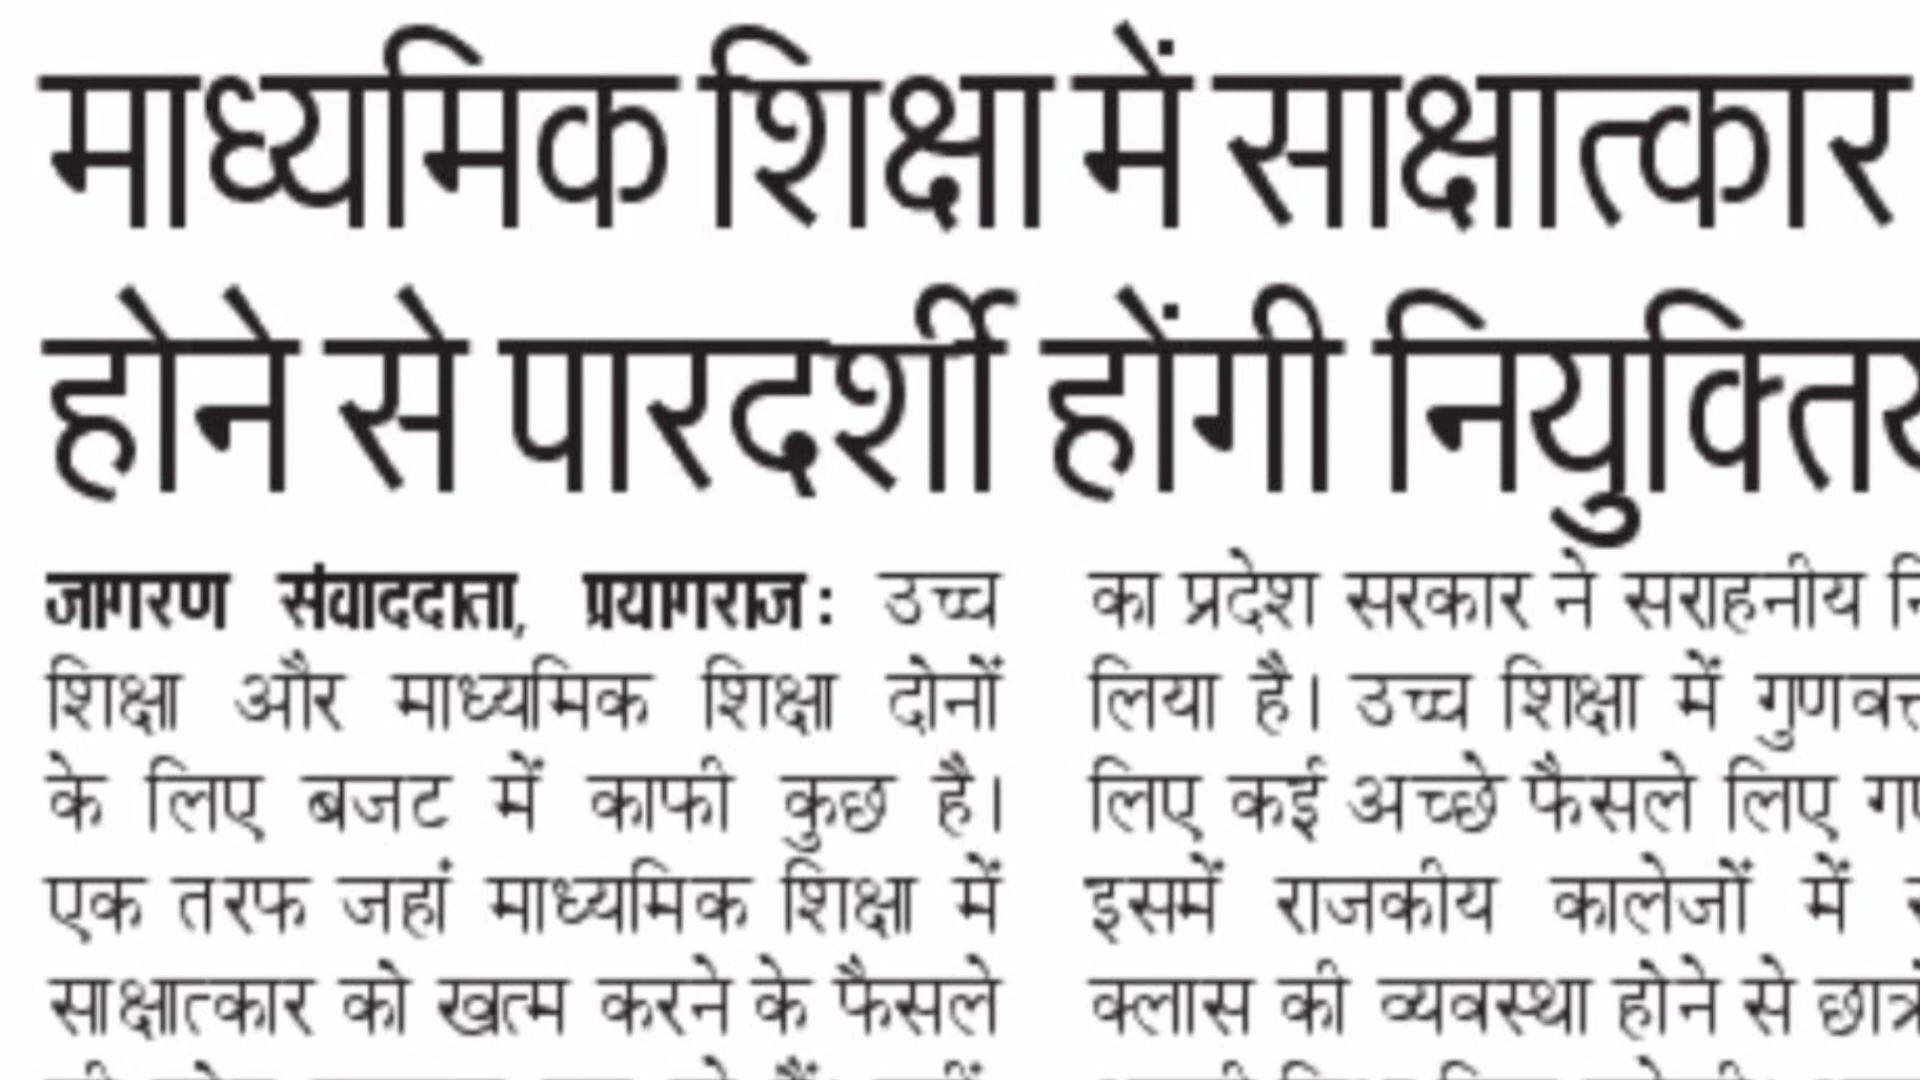 माध्यमिक शिक्षा में साक्षात्कार
होने से पारदर्शी होंगी
जागरण संवाददाता, प्रयागराज: उच्च
शिक्षा और माध्यमिक शिक्षा दोनों
के लिए बजट में काफी कुछ है।
एक तरफ जहां माध्यमिक शिक्षा में
साक्षात्कार को खत्म करने के फैसले
का प्रदेश सरकार ने सराहनीय
लिया है। उच्च शिक्षा में
लिए कई अच्छे फैसले लिए
इसमें राजकीय कालेजों में
क्लास की व्यवस्था होने से